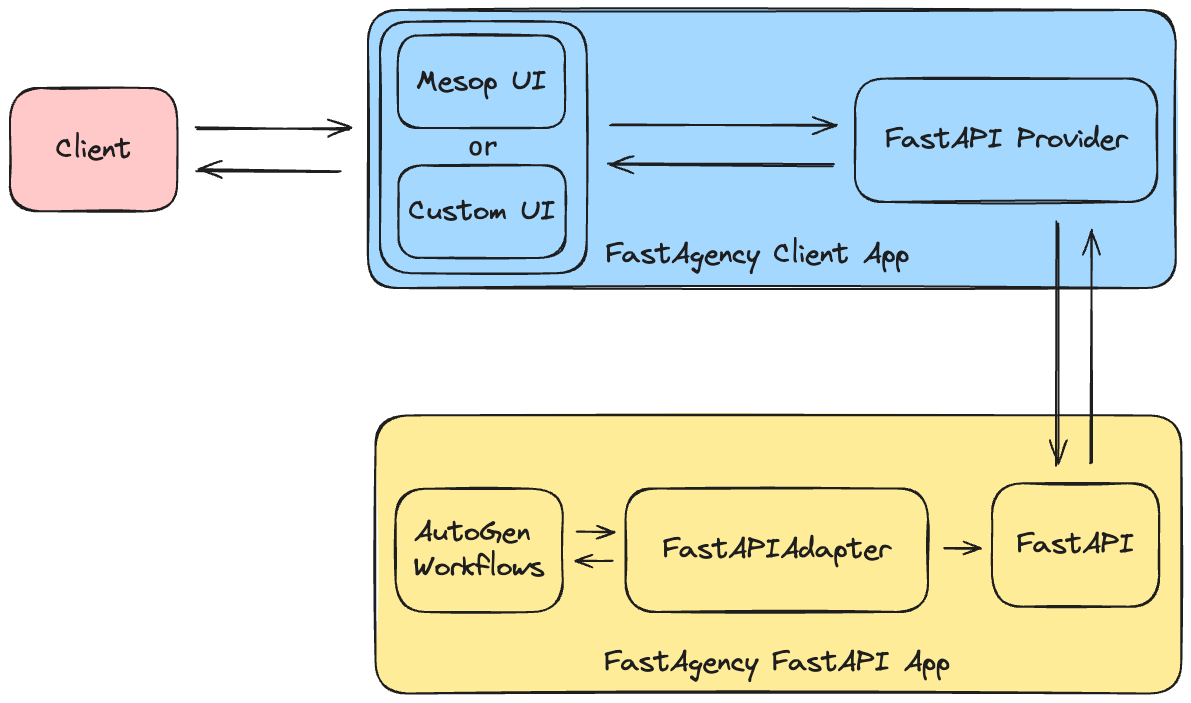 Client
Mesop UI
or
Custom UI
FastAPI Provider
FastAgency Client App
AutoGen
Workflows
FastAPIAdapter
FastAPI
FastAgency FastAPI App